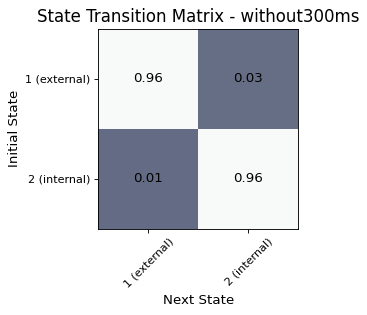 State Transition Matrix - without300ms
1 (external)
0.96
0.03
Initial State
2 (internal)
0.01
0.96
1 (external)
2 (internal)
Next State